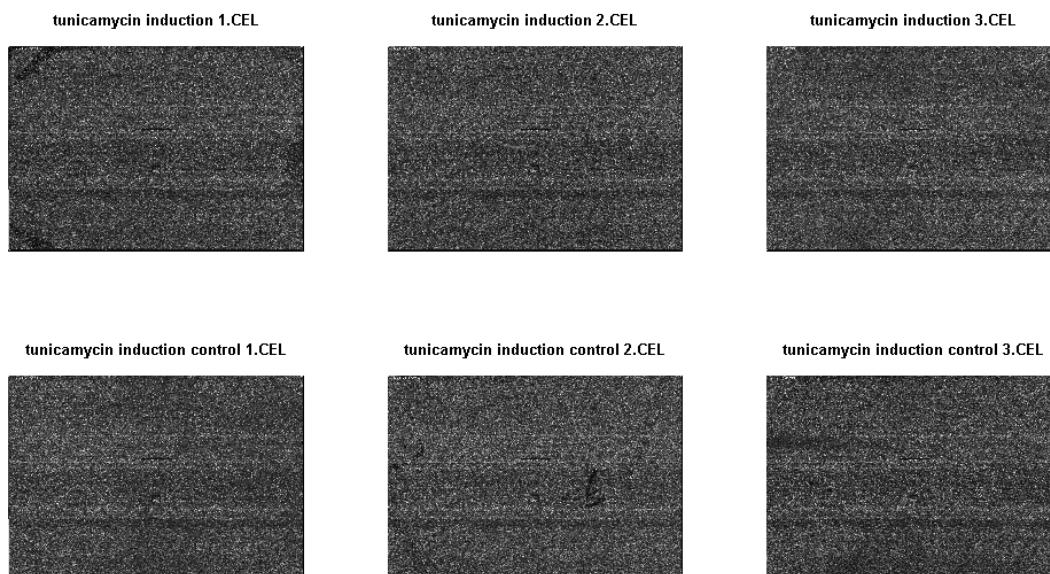 tunicamycin induction 1.CEL
tunicamycin induction 2.CEL
tunicamycin induction 3.CEL
tunicamycin induction control 1.CEL
tunicamycin induction control 2.CEL
tunicamycin induction control 3.CEL